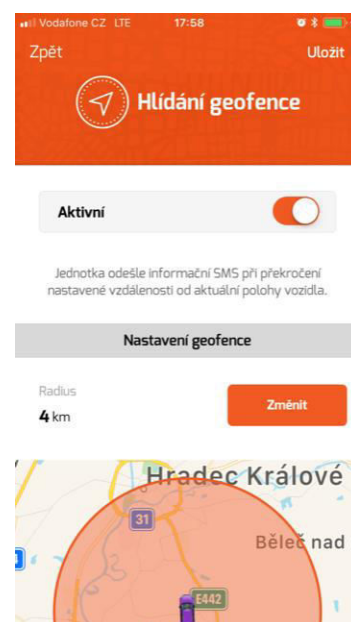 Vodafone CZ LTE 17:58
Zpět Uložit
Hlídání geofence
Aktivní
Jednotka odešle informační SMS při překročení
nastavené vzdálenosti od aktuální polohy vozidla.
Nastavení geofence
Radius
4 km
Změnit
Hradec Králové
31
Běleč nad
E442